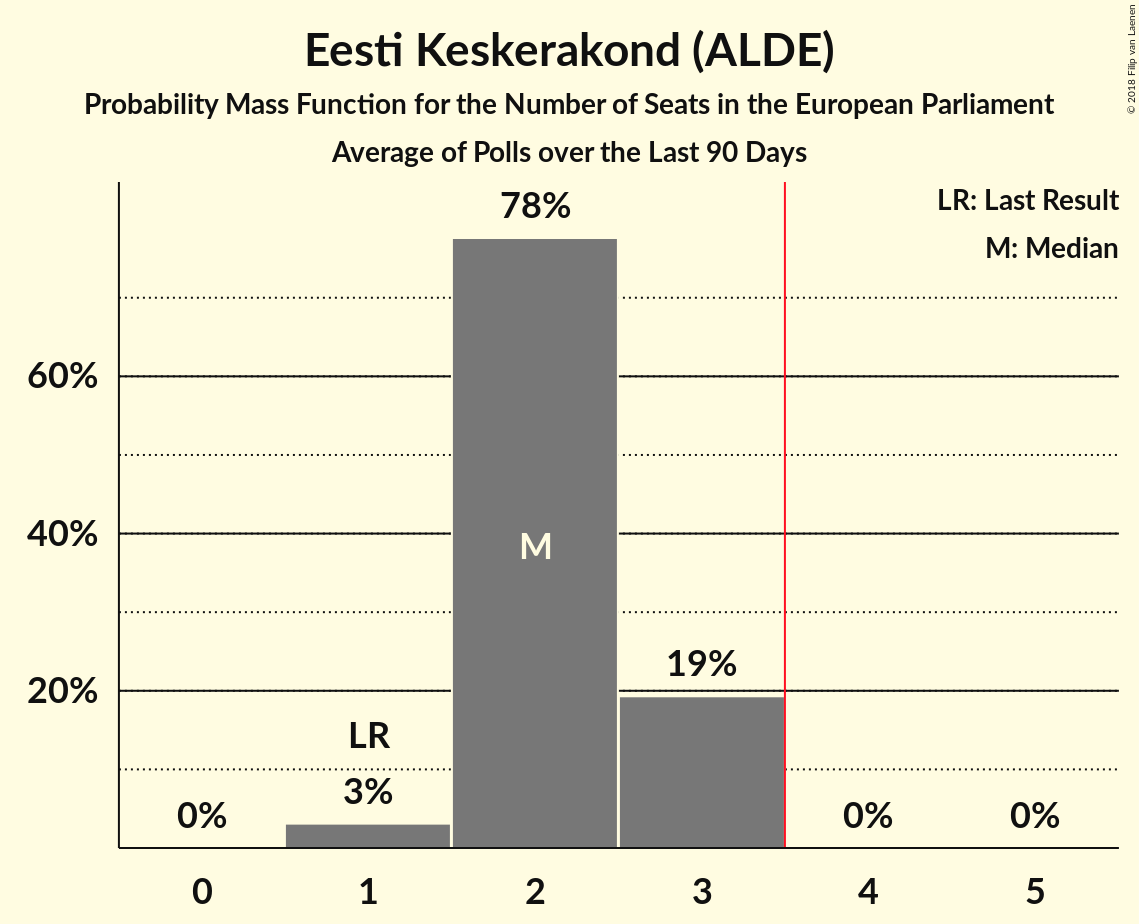 Eesti Keskerakond (ALDE)
Probability Mass Function for the Number of Seats in the European Parliament
Average of Polls over the Last 90 Days
© 2018 Filip van Laenen
LR: Last Result
M: Median
60%
40%
20%
0%
LR
3%
78%
M
19%
0%
0%
0
1
2
3
4
5